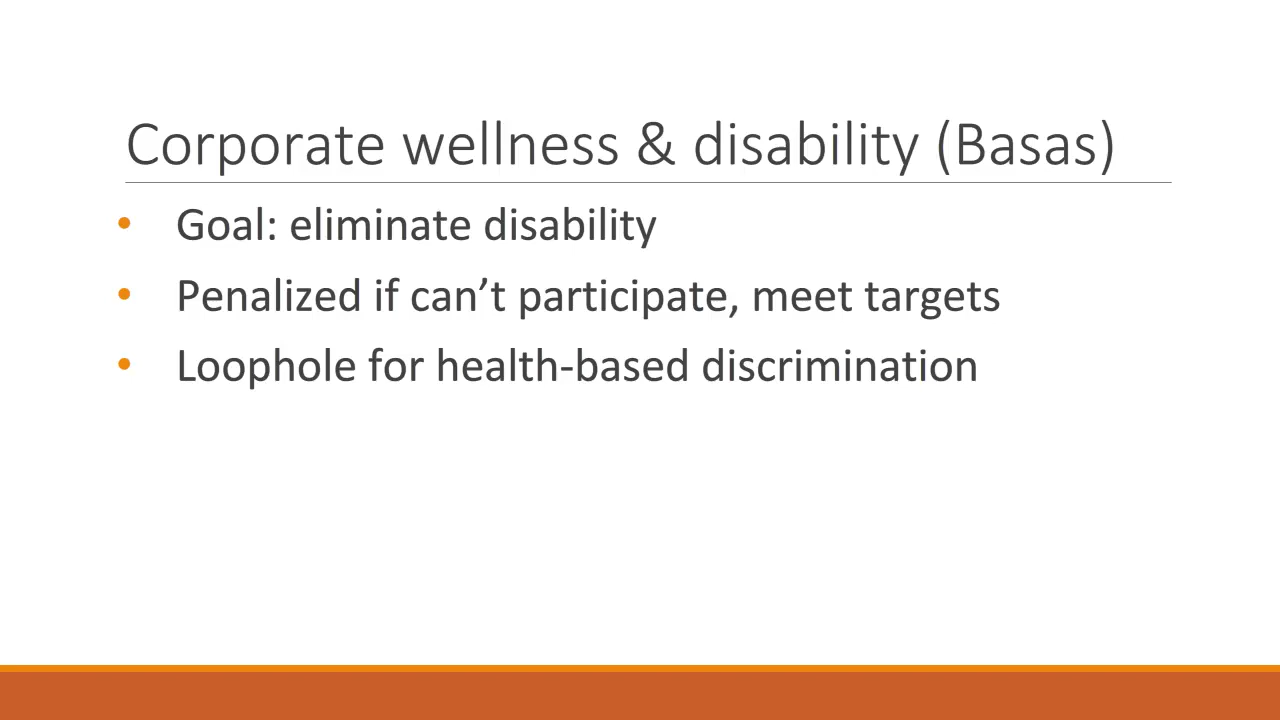 Corporate wellness & disability (Basas)
• Goal: eliminate disability
• Penalized if can’t participate, meet targets
• Loophole for health-based discrimination